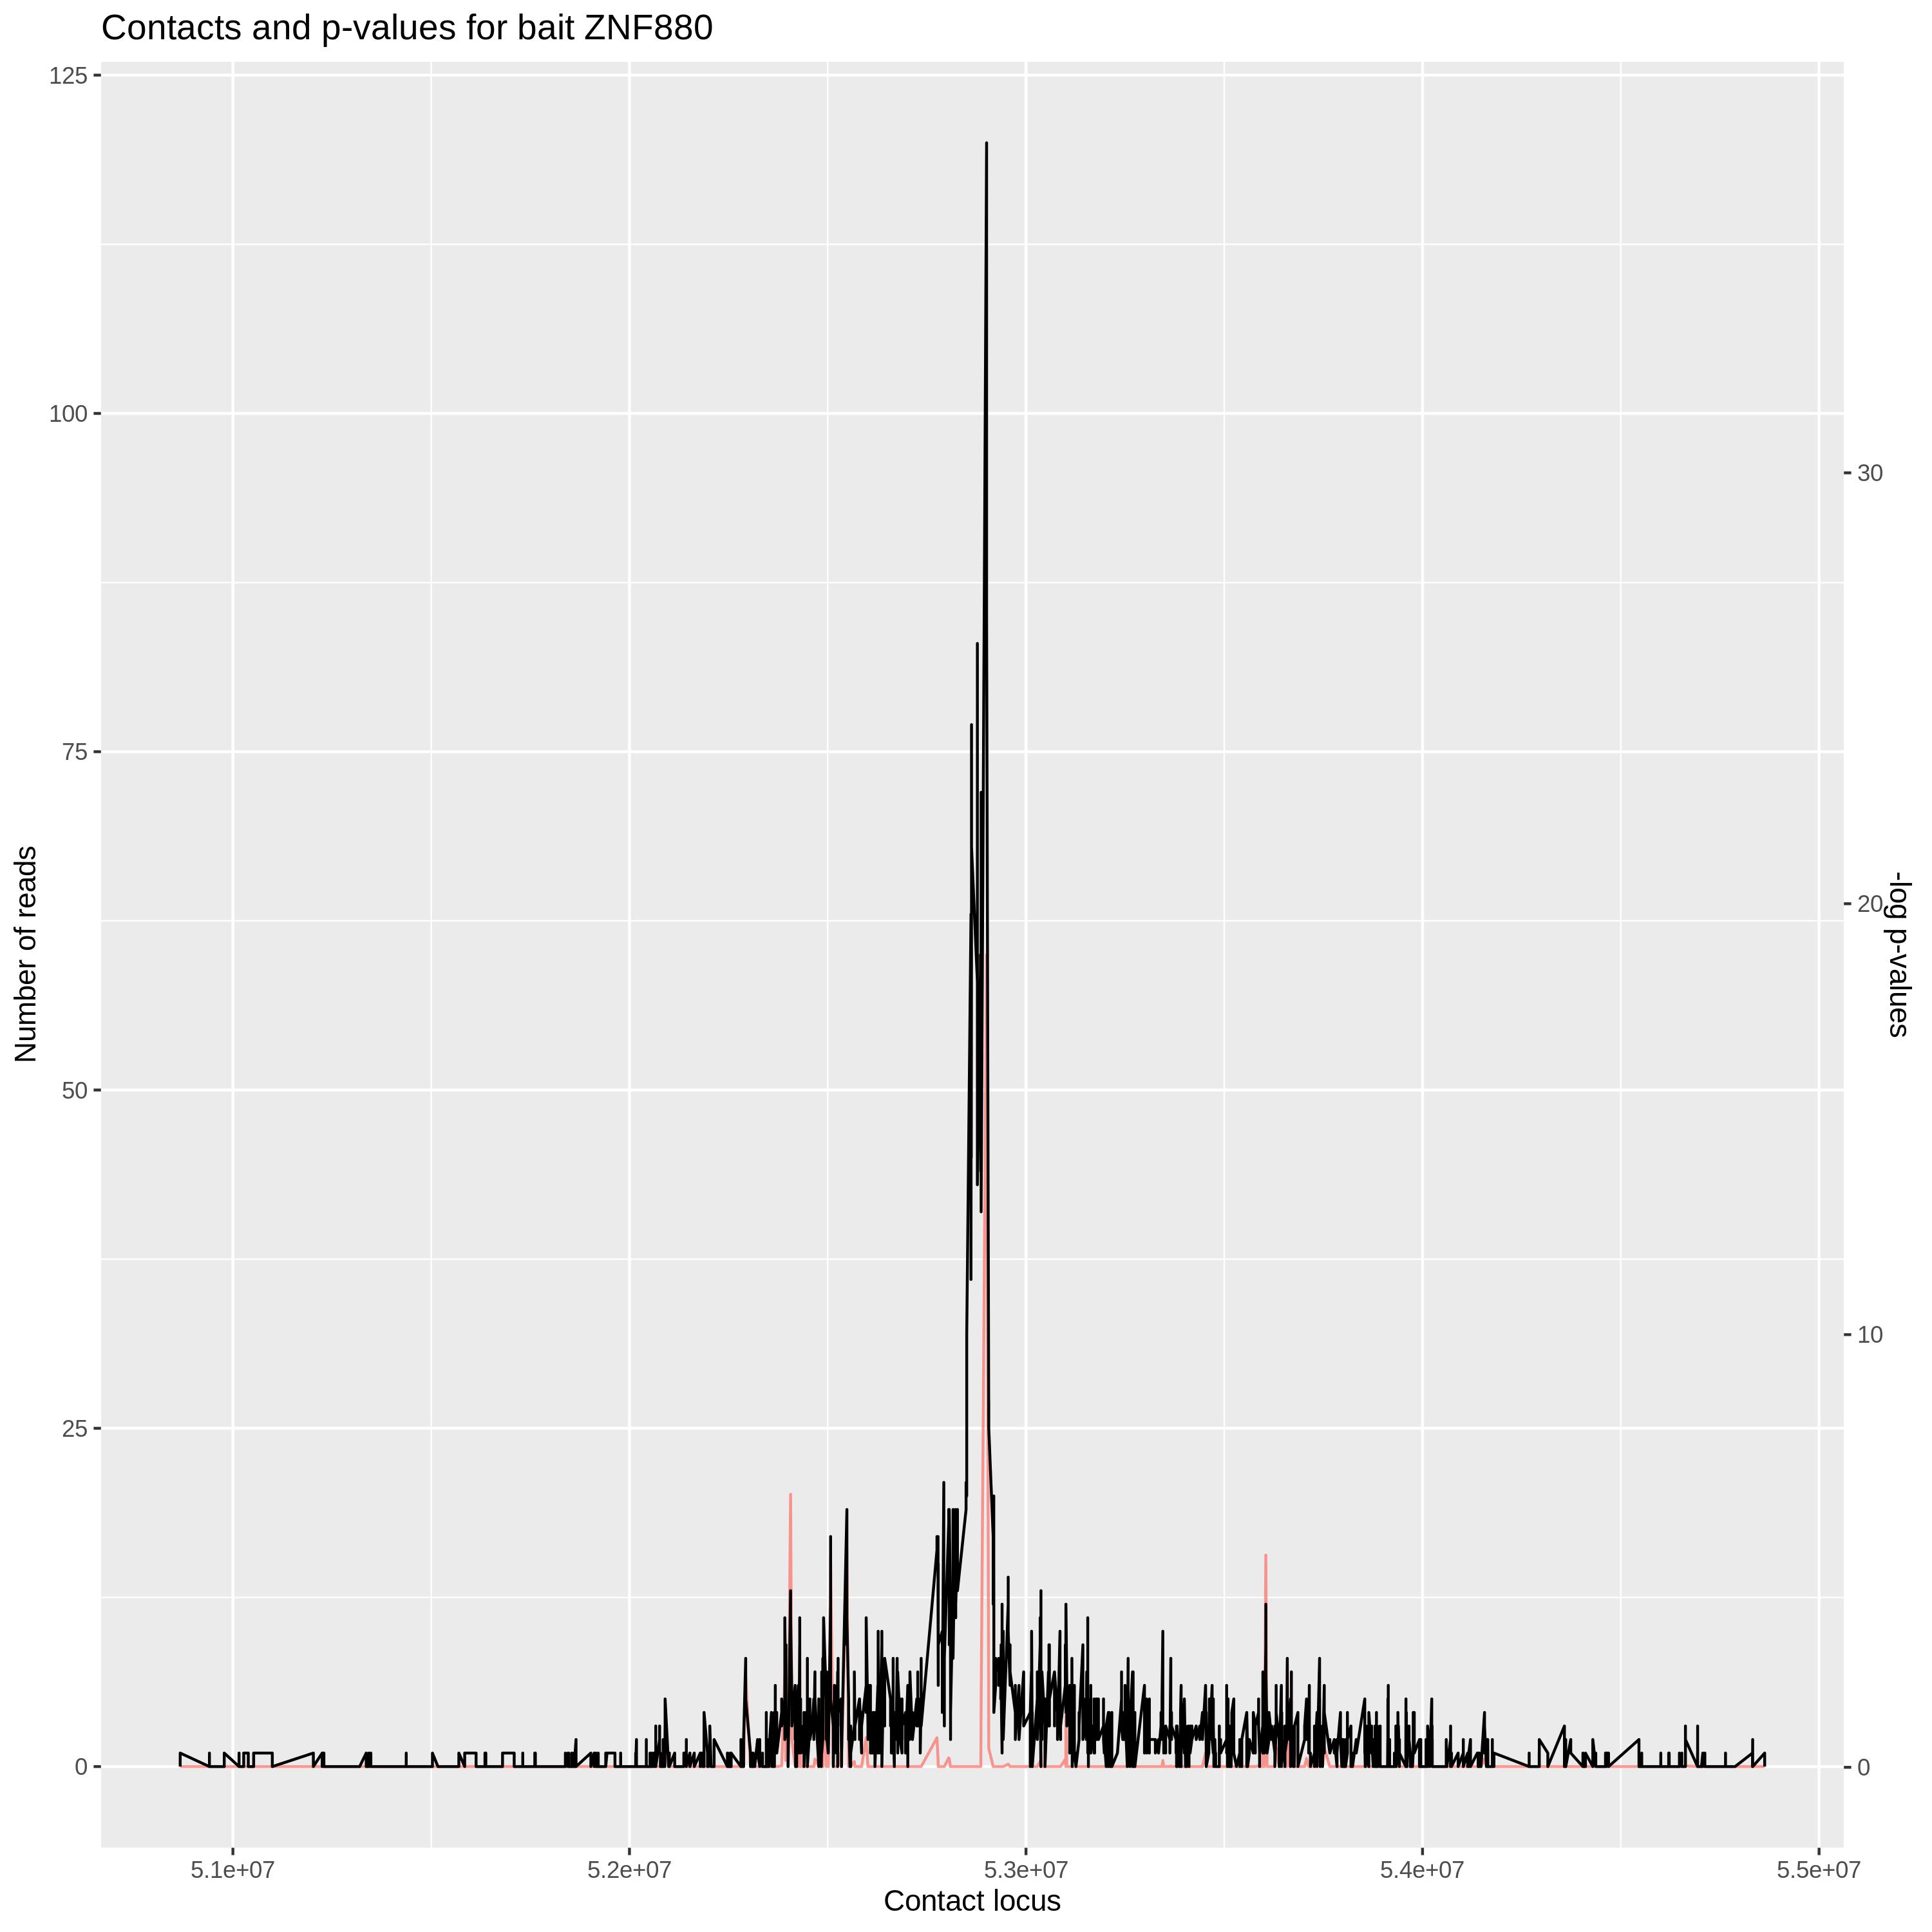 Contacts and p-values for bait ZNF880
125
100
75
50
25
0
Number of reads
30
20
10
0
-log p-values
5.1e+07
5.2e+07
5.3e+07
5.4e+07
5.5e+07
Contact locus